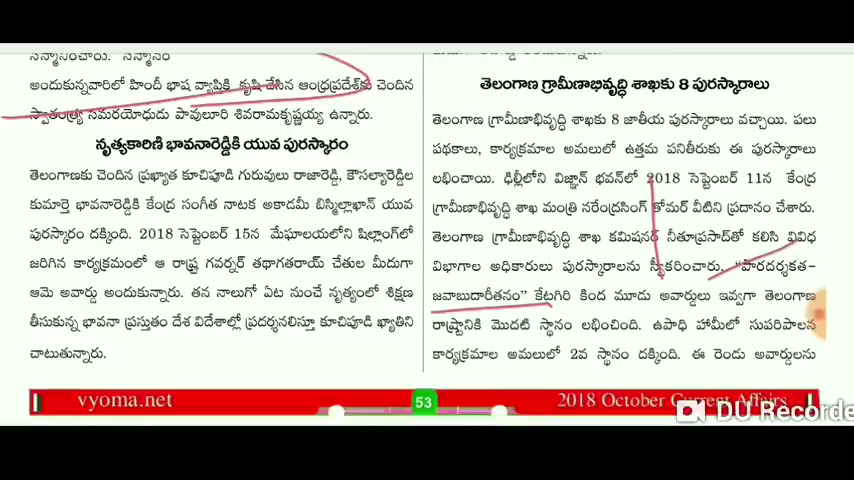 సన్మానించారు. సన్మానం
అందుకున్నవారిలో హిందీ భాష వ్యాప్తికి కృషి చేసిన ఆంధ్రప్రదేశ్‌కు చెందిన
స్వాతంత్ర్య సమరయోధుడు పావులూరి శివరామకృష్ణయ్య ఉన్నారు.
నృత్యకారిణి భావనారెడ్డికి యువ పురస్కారం
తెలంగాణకు చెందిన ప్రఖ్యాత కూచిపూడి గురువులు రాజారెడ్డి, కౌసల్యారెడ్డిల
కుమార్తె భావనారెడ్డికి కేంద్ర సంగీత నాటక అకాడమీ బిస్మిల్లాఖాన్ యువ
పురస్కారం దక్కింది. 2018 సెప్టెంబర్ 15న మేఘాలయలోని షిల్లాంగ్‌లో
జరిగిన కార్యక్రమంలో ఆ రాష్ట్ర గవర్నర్ తథాగతరాయ్ చేతుల మీదుగా
ఆమె అవార్డు అందుకున్నారు. తన నాలుగో ఏట నుంచే నృత్యంలో శిక్షణ
తీసుకున్న భావనా ప్రస్తుతం దేశ విదేశాల్లో ప్రదర్శనలిస్తూ కూచిపూడి ఖ్యాతిని
చాటుతున్నారు.
తెలంగాణ గ్రామీణాభివృద్ధి శాఖకు 8 పురస్కారాలు
తెలంగాణ గ్రామీణాభివృద్ధి శాఖకు 8 జాతీయ పురస్కారాలు వచ్చాయి. పలు
పథకాలు, కార్యక్రమాల అమలులో ఉత్తమ పనితీరుకు ఈ పురస్కారాలు
లభించాయి. ఢిల్లీలోని విజ్ఞాన్ భవన్‌లో 2018 సెప్టెంబర్ 11న కేంద్ర
గ్రామీణాభివృద్ధి శాఖ మంత్రి నరేంద్రసింగ్ తోమర్ వీటిని ప్రదానం చేశారు.
తెలంగాణ గ్రామీణాభివృద్ధి శాఖ కమిషనర్ నీతూప్రసాద్‌తో కలిసి వివిధ
విభాగాల అధికారులు పురస్కారాలను స్వీకరించారు. "పారదర్శకత-
జవాబుదారీతనం" కేటగిరి కింద మూడు అవార్డులు ఇవ్వగా తెలంగాణ
రాష్ట్రానికి మొదటి స్థానం లభించింది. ఉపాధి హామీలో సుపరిపాలన
కార్యక్రమాల అమలులో 2వ స్థానం దక్కింది. ఈ రెండు అవార్డులను
vyoma.net
53
2018 October Current Affairs
DU Recorde